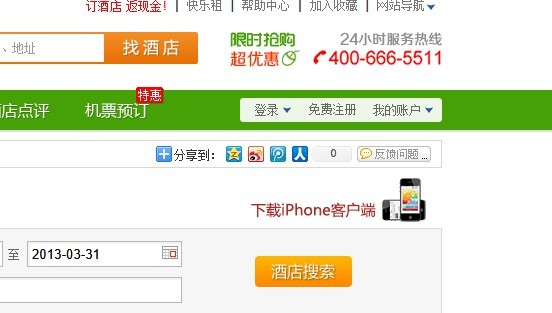 订酒店 返现金! | 快乐租 | 帮助中心 | 加入收藏 | 网站导航
、地址 找酒店 限时抢购 超优惠 24小时服务热线
400-666-5511
特惠
店点评 机票预订 登录 免费注册 我的账户
分享到: 0 反馈问题
下载iPhone客户端
至 2013-03-31 酒店搜索